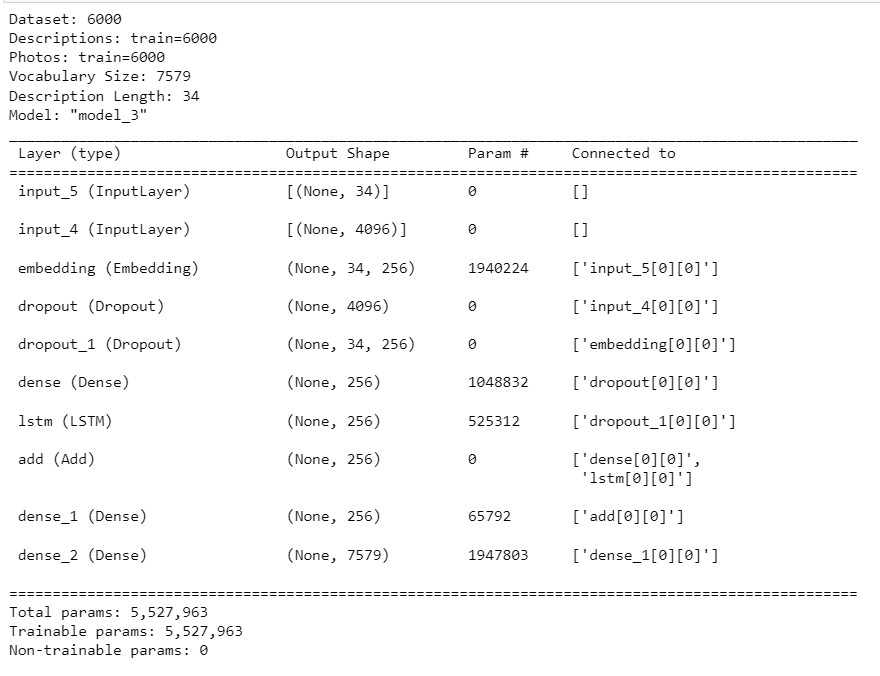 Dataset: 6000
Descriptions: train=6000
Photos: train=6000
Vocabulary Size: 7579
Description Length: 34
Model: "model_3"
Layer (type) Output Shape Param # Connected to
input_5 (InputLayer) [(None, 34)] 0 []
input_4 (InputLayer) [(None, 4096)] 0 []
embedding (Embedding) (None, 34, 256) 1940224 ['input_5[0][0]']
dropout (Dropout) (None, 4096) 0 ['input_4[0][0]']
dropout_1 (Dropout) (None, 34, 256) 0 ['embedding[0][0]']
dense (Dense) (None, 256) 1048832 ['dropout[0][0]']
lstm (LSTM) (None, 256) 525312 ['dropout_1[0][0]']
add (Add) (None, 256) 0 ['dense[0][0]',
'lstm[0][0]']
dense_1 (Dense) (None, 256) 65792 ['add[0][0]']
dense_2 (Dense) (None, 7579) 1947803 ['dense_1[0][0]']
Total params: 5,527,963
Trainable params: 5,527,963
Non-trainable params: 0